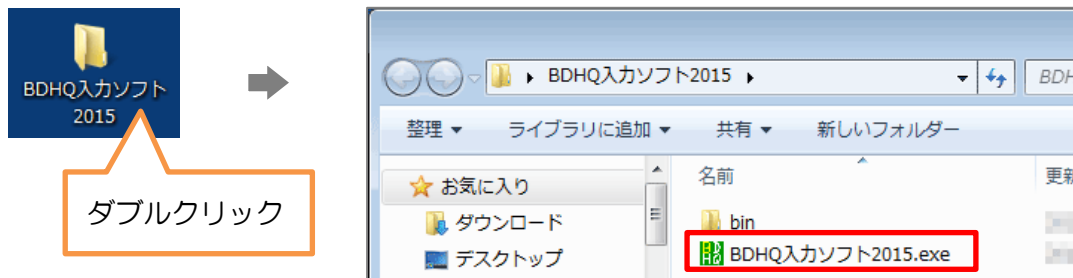 BDHQ入力ソフト
2015
ダブルクリック
BDHQ入力ソフト2015
BDH
整理 ライブラリに追加 共有 新しいフォルダー
お気に入り
ダウンロード
デスクトップ
名前 更新
bin
BDHQ入力ソフト2015.exe